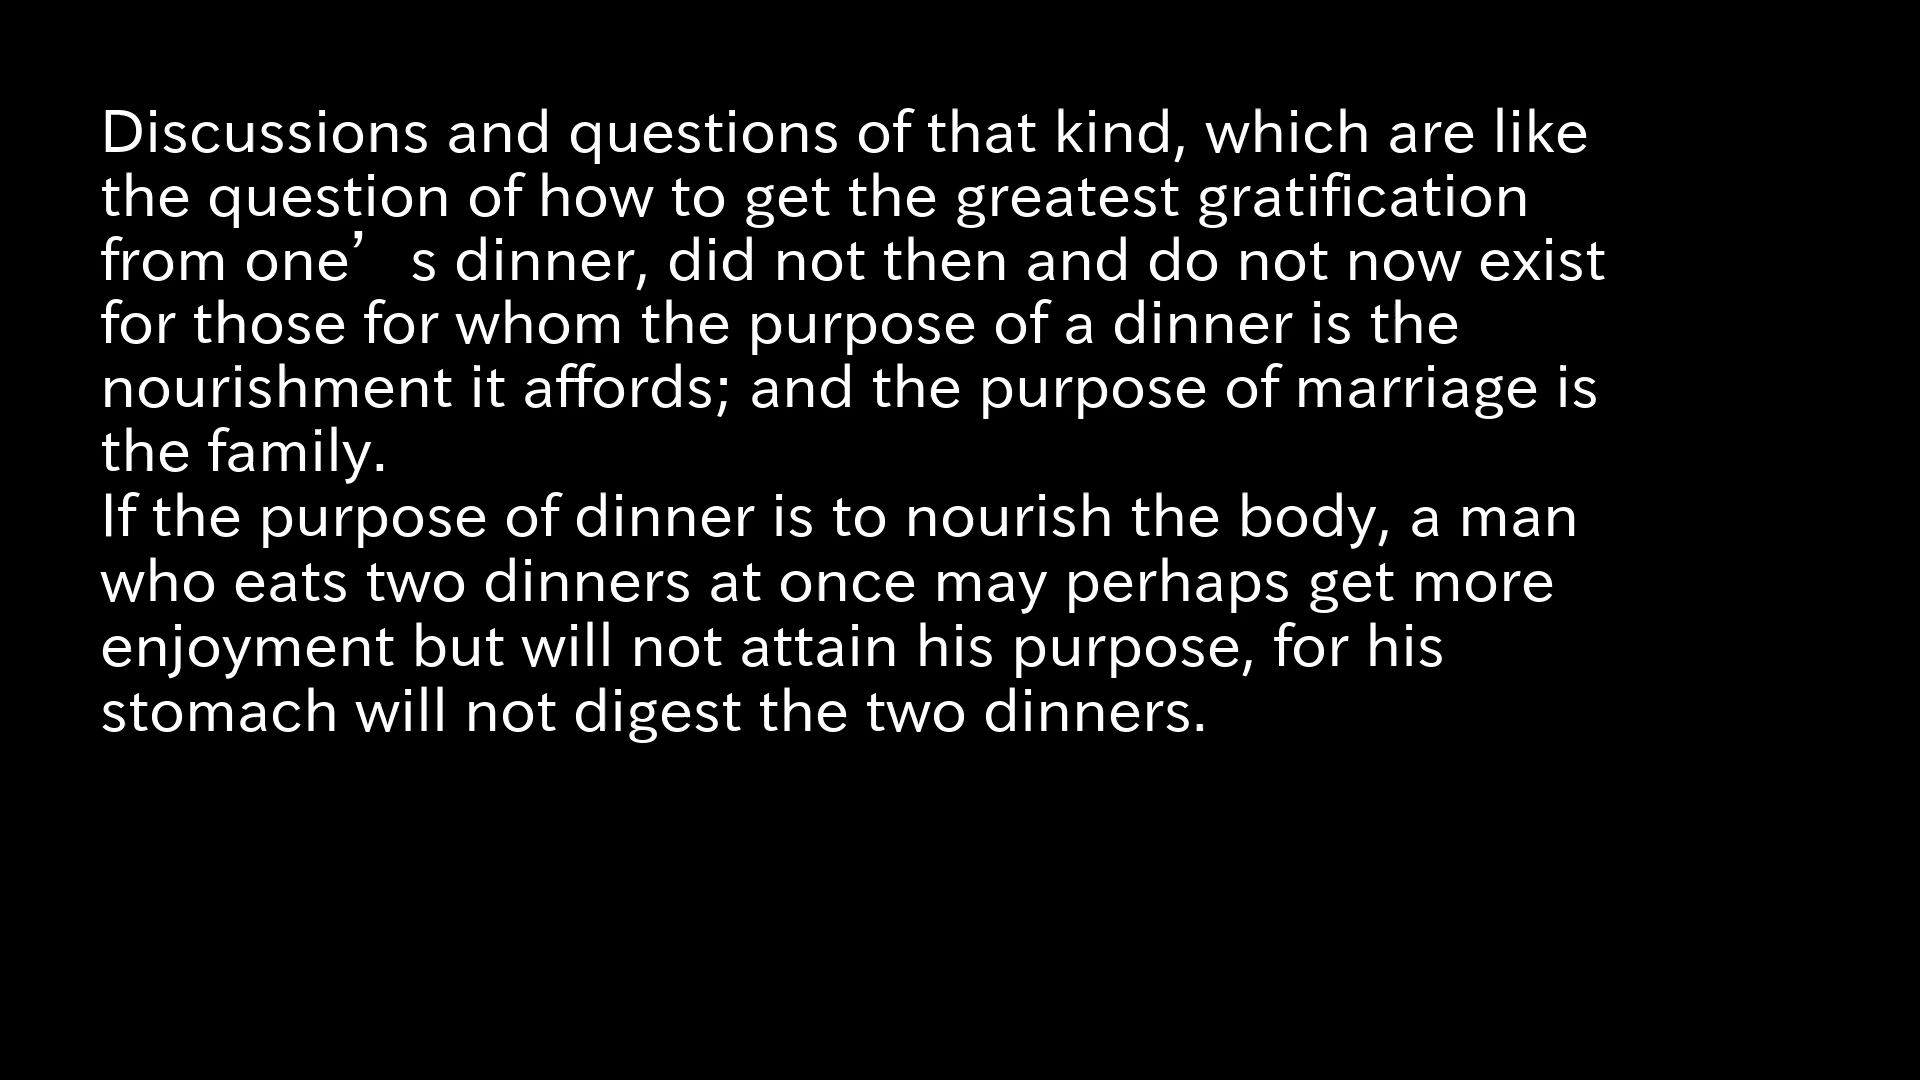 Discussions and questions of that kind, which are like
the question of how to get the greatest gratification
from one’s dinner, did not then and do not now exist
for those for whom the purpose of a dinner is the
nourishment it affords; and the purpose of marriage is
the family.
If the purpose of dinner is to nourish the body, a man
who eats two dinners at once may perhaps get more
enjoyment but will not attain his purpose, for his
stomach will not digest the two dinners.